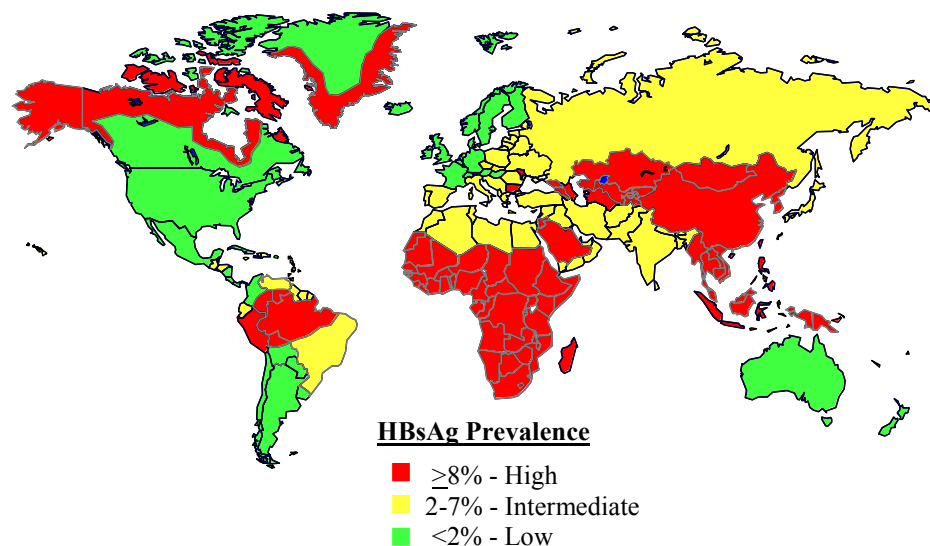 HBsAg Prevalence
≥8% - High
2-7% - Intermediate
<2% - Low